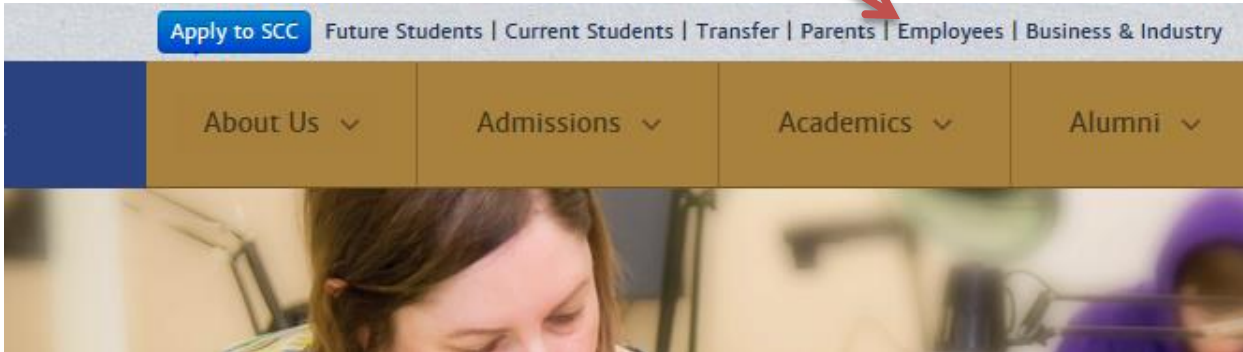 Apply to SCC Future Students | Current Students | Transfer | Parents | Employees | Business & Industry
About Us Admissions Academics Alumni